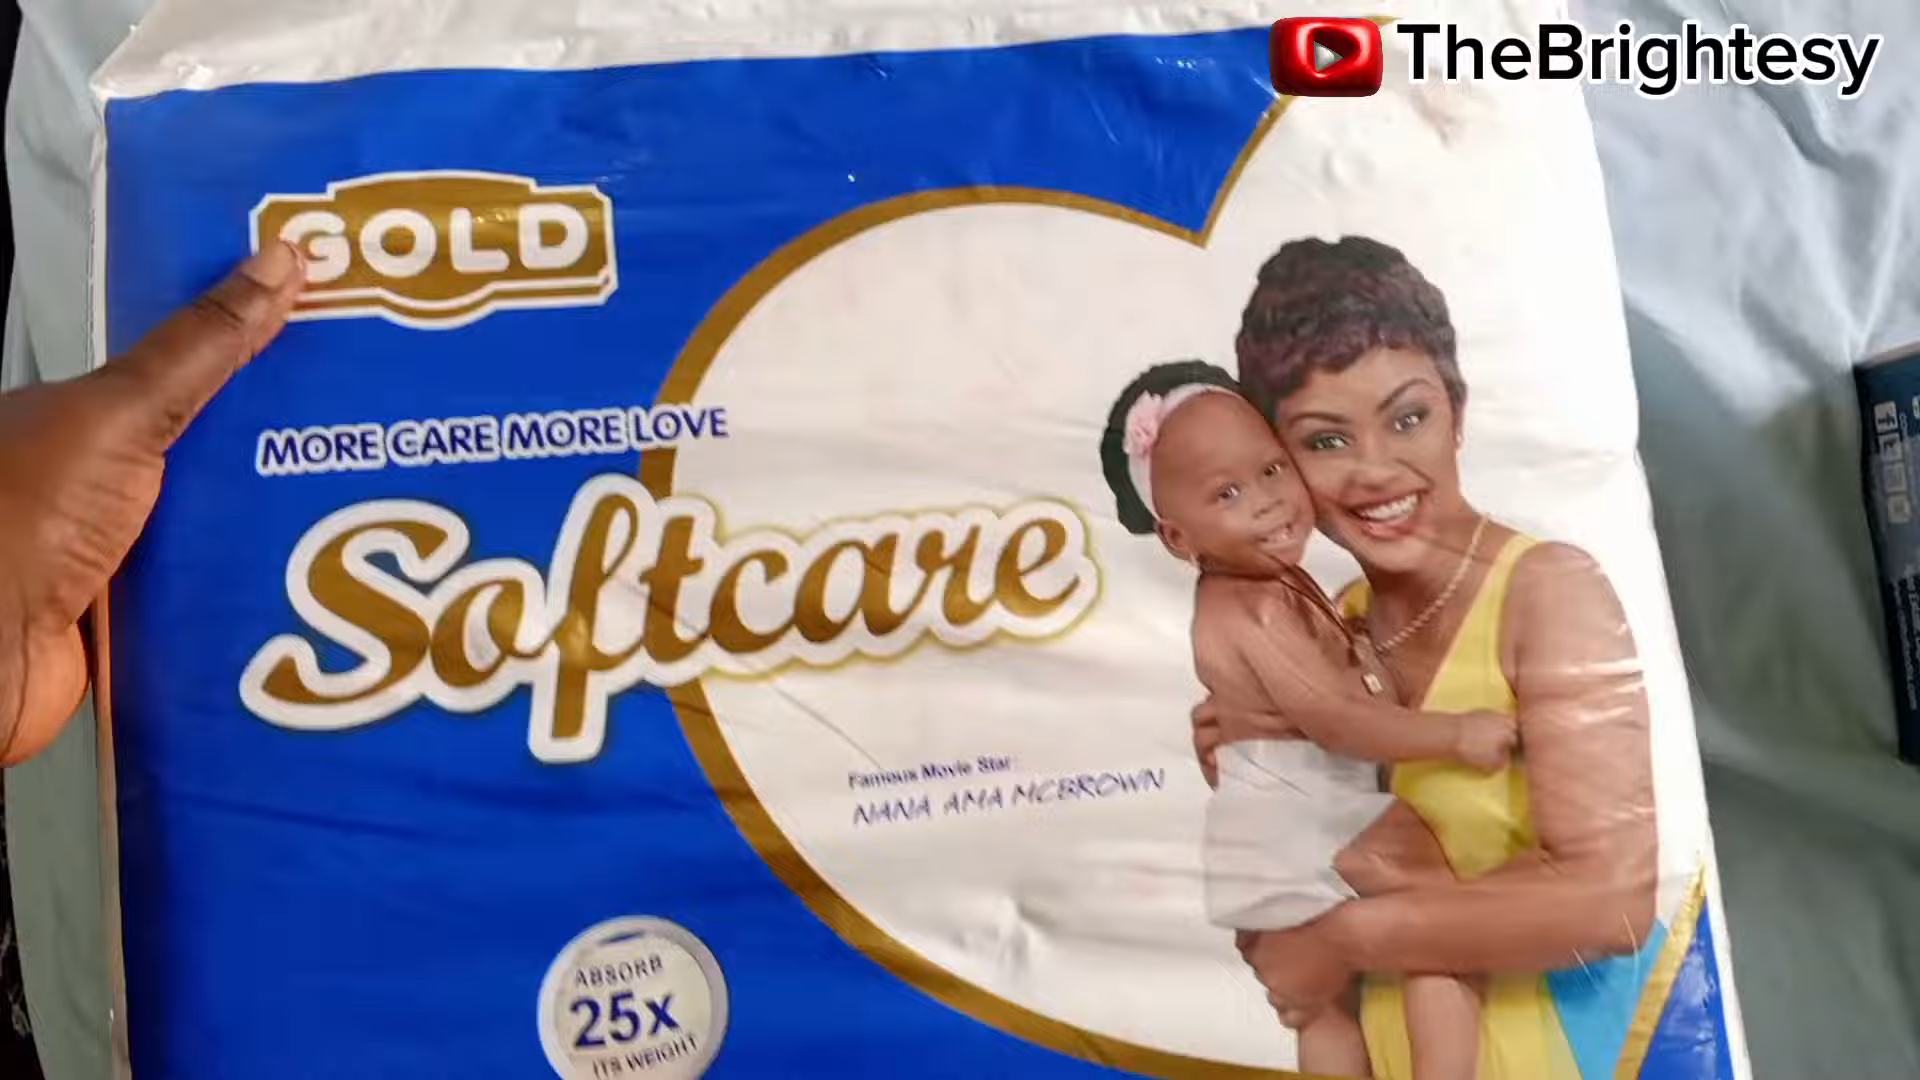 TheBrightesy
GOLD
MORE CARE MORE LOVE
Softcare
Famous Movie Star:
NANA AMA MCBROWN
ABSORB
25x
ITS WEIGHT